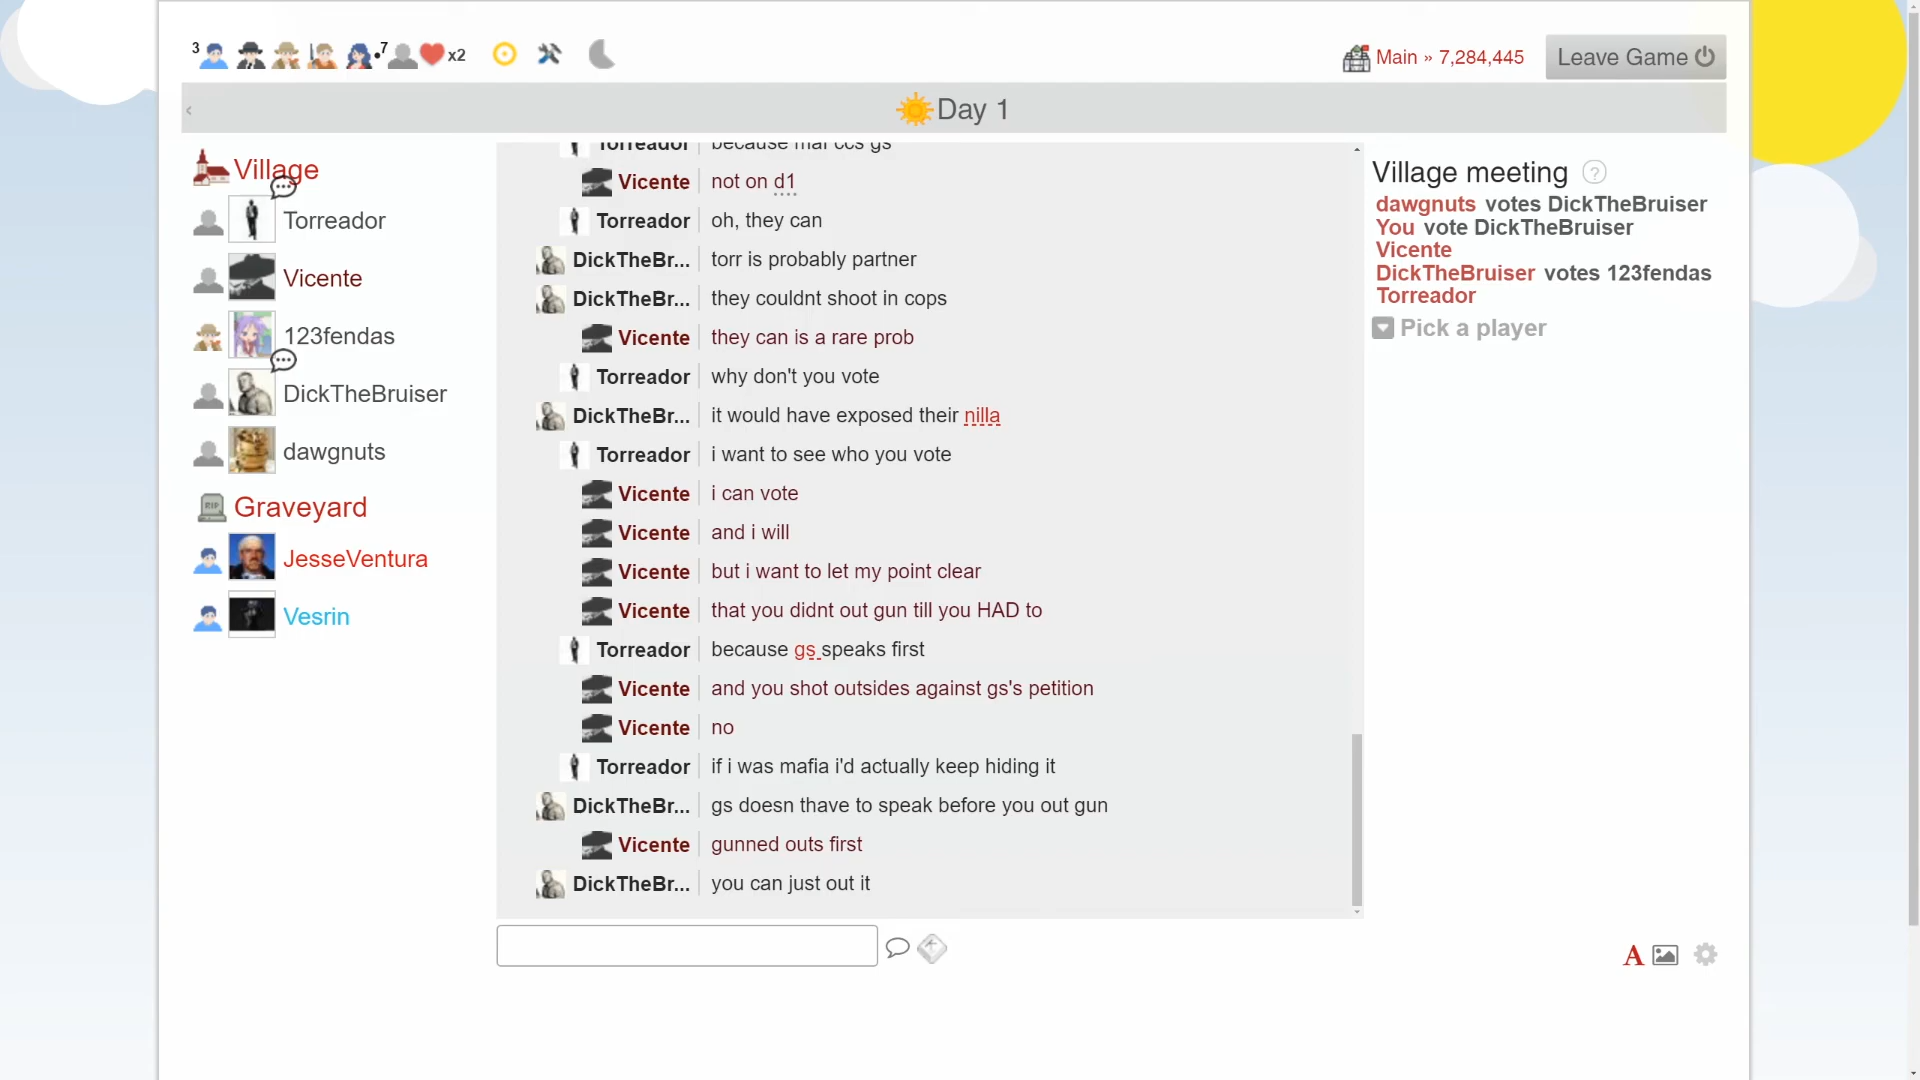 3
7
x2
Main » 7,284,445
Leave Game
Day 1
Village
Torreador
Vicente
123fendas
DickTheBruiser
dawgnuts
Graveyard
RIP
JesseVentura
Vesrin
Torreador because maf ccs gs
Vicente not on d1
Torreador oh, they can
DickTheBr... torr is probably partner
DickTheBr... they couldnt shoot in cops
Vicente they can is a rare prob
Torreador why don't you vote
DickTheBr... it would have exposed their nilla
Torreador i want to see who you vote
Vicente i can vote
Vicente and i will
Vicente but i want to let my point clear
Vicente that you didnt out gun till you HAD to
Torreador because gs speaks first
Vicente and you shot outsides against gs's petition
Vicente no
Torreador if i was mafia i'd actually keep hiding it
DickTheBr... gs doesn thave to speak before you out gun
Vicente gunned outs first
DickTheBr... you can just out it
Village meeting ?
dawgnuts votes DickTheBruiser
You vote DickTheBruiser
Vicente
DickTheBruiser votes 123fendas
Torreador
Pick a player
A